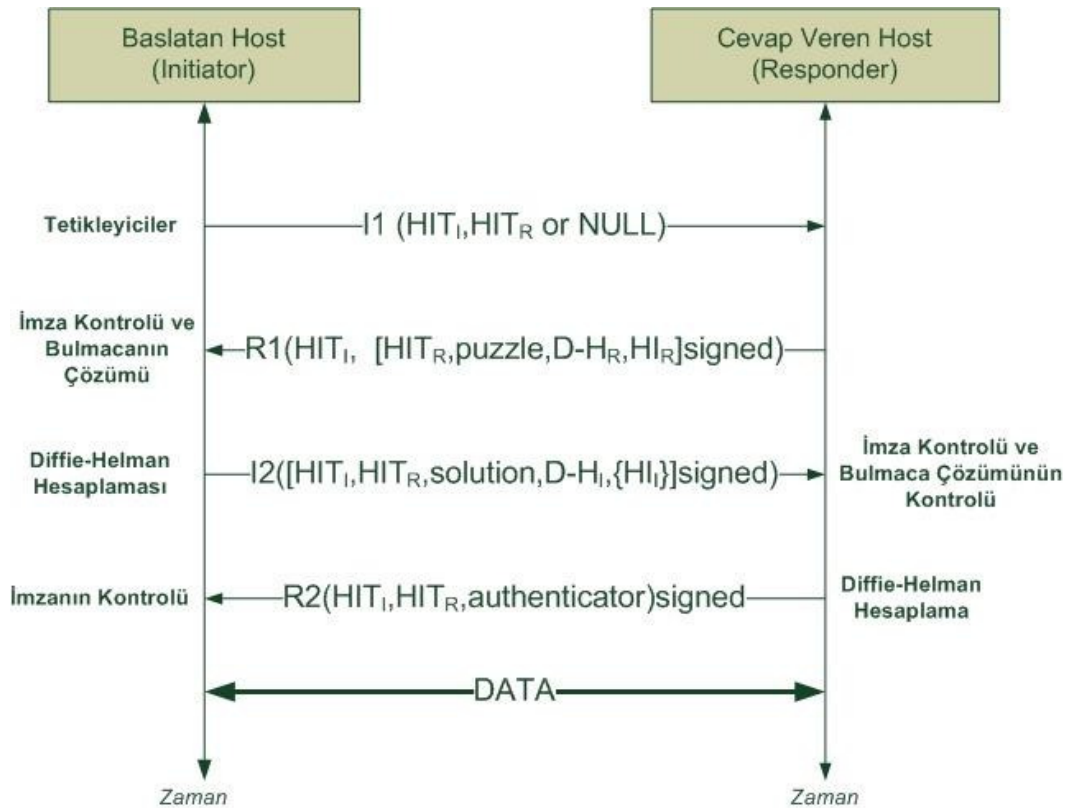 Baslatan Host
(Initiator)
Cevap Veren Host
(Responder)
Tetikleyiciler
I1 (HITI,HITR or NULL)
İmza Kontrolü ve
Bulmacanın
Çözümü
R1(HITI, [HITR,puzzle,D-HR,HIR]signed)
Diffie-Helman
Hesaplaması
I2([HITI,HITR,solution,D-HI,{HII}]signed)
İmza Kontrolü ve
Bulmaca Çözümünün
Kontrolü
İmzanın Kontrolü
R2(HITI,HITR,authenticator)signed
Diffie-Helman
Hesaplama
DATA
Zaman
Zaman